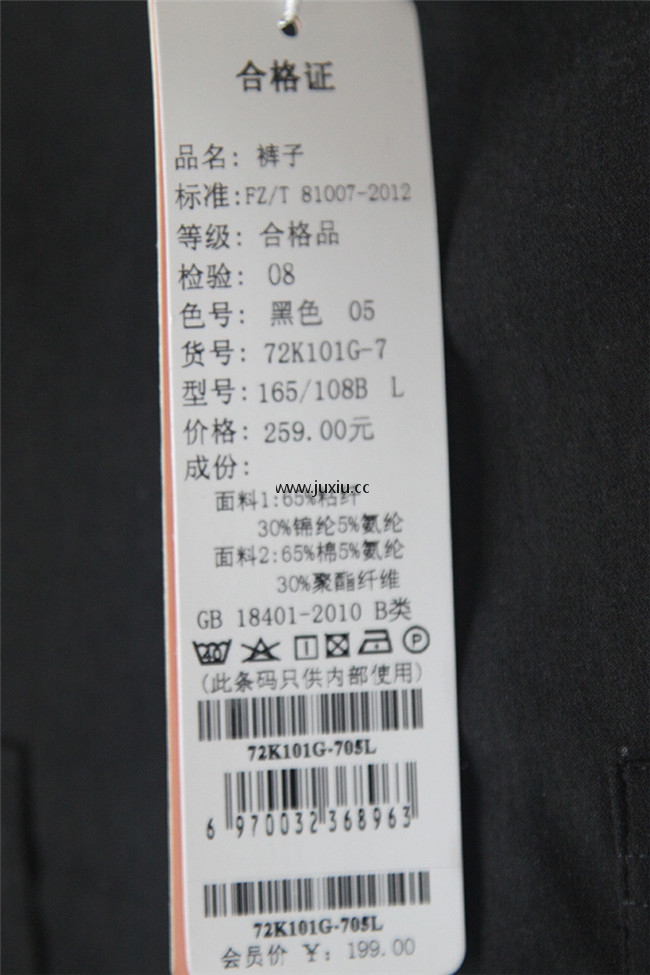 合格证
品名: 裤子
标准:FZ/T 81007-2012
等级: 合格品
检验: 08
色号: 黑色 05
货号: 72K101G-7
型号: 165/108B L
价格: 259.00元
成份:
www.juxiu.cc
面料1:65%粘纤
30%锦纶5%氨纶
面料2:65%棉5%氨纶
30%聚酯纤维
GB 18401-2010 B类
40 P
(此条码只供内部使用)
72K101G-705L
6 970032 368963
72K101G-705L
会员价 ¥: 199.00